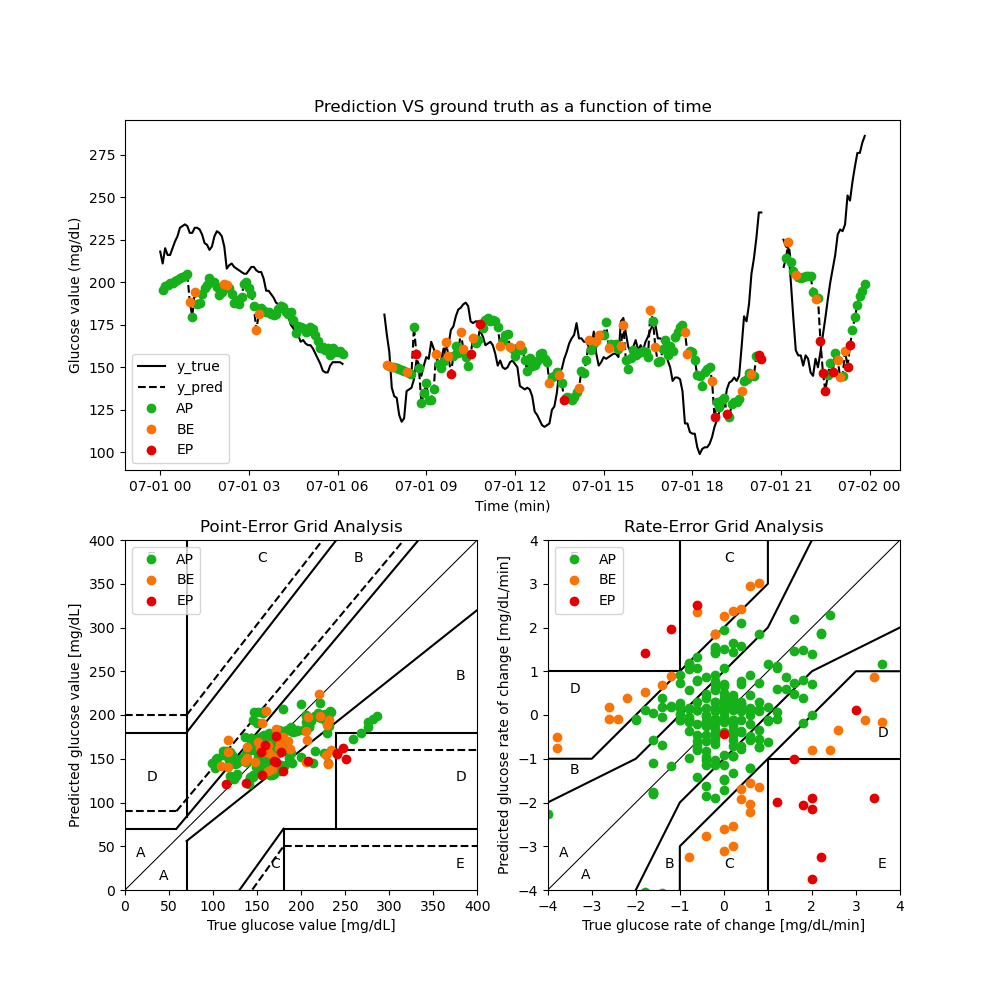 Prediction VS ground truth as a function of time
Glucose value (mg/dL)
275
250
225
200
175
150
125
100
y_true
y_pred
AP
BE
EP
07-01 00 07-01 03 07-01 06 07-01 09 07-01 12 07-01 15 07-01 18 07-01 21 07-02 00
Time (min)
Point-Error Grid Analysis
Predicted glucose value [mg/dL]
400
350
300
250
200
150
100
50
0
AP
BE
EP
C
B
B
D
D
A
A
C
E
0 50 100 150 200 250 300 350 400
True glucose value [mg/dL]
Rate-Error Grid Analysis
Predicted glucose rate of change [mg/dL/min]
4
3
2
1
0
−1
−2
−3
−4
AP
BE
EP
C
D
D
B
A
A
B
C
E
−4 −3 −2 −1 0 1 2 3 4
True glucose rate of change [mg/dL/min]